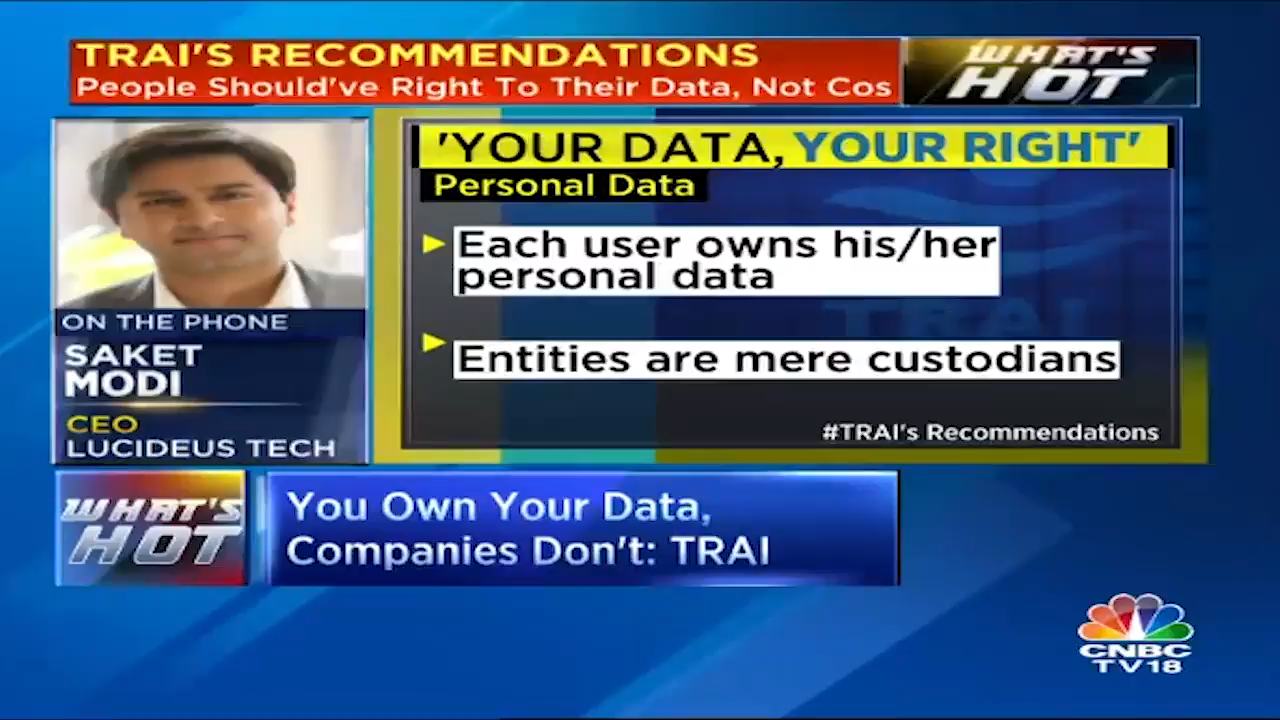 TRAI'S RECOMMENDATIONS
People Should've Right To Their Data, Not Cos
WHAT'S
HOT
'YOUR DATA, YOUR RIGHT'
Personal Data
Each user owns his/her
personal data
Entities are mere custodians
TRAI
#TRAI's Recommendations
ON THE PHONE
SAKET
MODI
CEO
LUCIDEUS TECH
WHAT'S
HOT
You Own Your Data,
Companies Don't: TRAI
CNBC
TV18